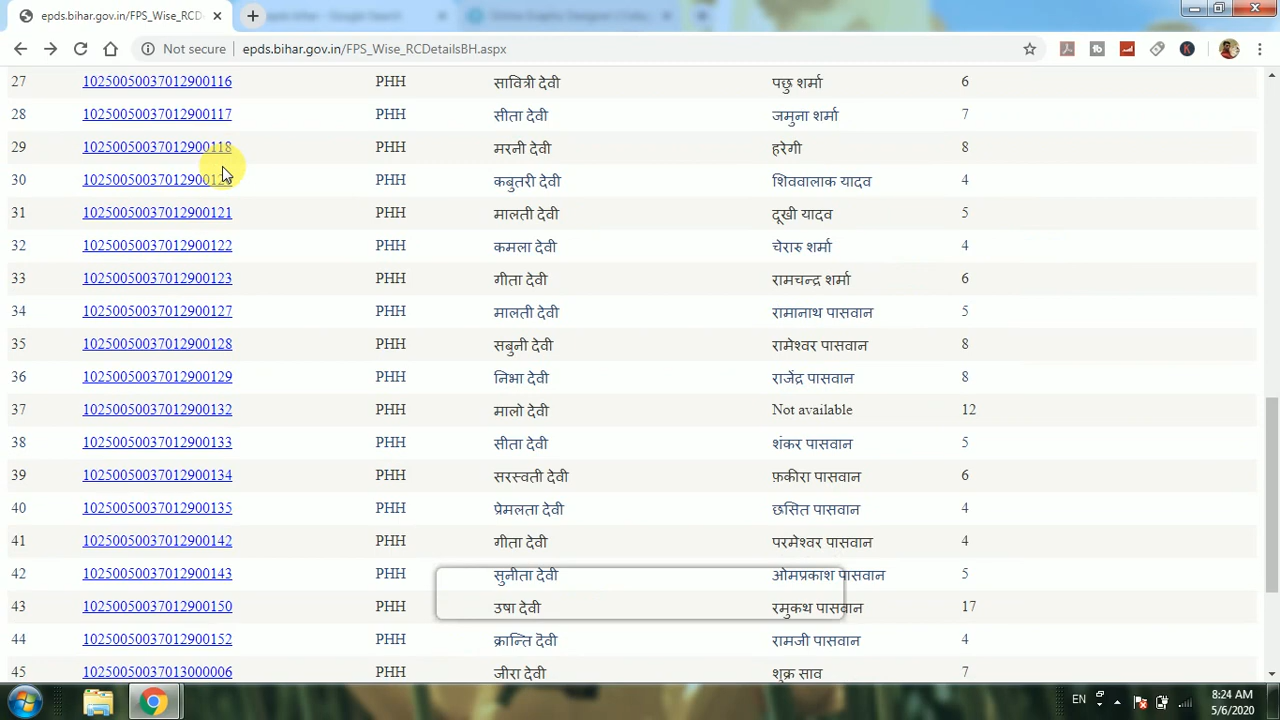 epds.bihar.gov.in/FPS_Wise_RCD
Not secure epds.bihar.gov.in/FPS_Wise_RCDetailsBH.aspx
27 10250050037012900116 PHH सावित्री देवी पछु शर्मा 6
28 10250050037012900117 PHH सीता देवी जमुना शर्मा 7
29 10250050037012900118 PHH मरनी देवी हरेगी 8
30 PHH कबुतरी देवी शिववालाक यादव 4
31 10250050037012900121 PHH मालती देवी दूखी यादव 5
32 10250050037012900122 PHH कमला देवी चेरारु शर्मा 4
33 10250050037012900123 PHH गीता देवी रामचन्द्र शर्मा 6
34 10250050037012900127 PHH मालती देवी रामानाथ पासवान 5
35 10250050037012900128 PHH सबुनी देवी रामेश्वर पासवान 8
36 10250050037012900129 PHH निभा देवी राजेंद्र पासवान 8
37 10250050037012900132 PHH मालो देवी Not available 12
38 10250050037012900133 PHH सीता देवी शंकर पासवान 5
39 10250050037012900134 PHH सरस्वती देवी फ़कीरा पासवान 6
40 10250050037012900135 PHH प्रेमलता देवी छसित पासवान 4
41 10250050037012900142 PHH गीता देवी परमेश्वर पासवान 4
42 10250050037012900143 PHH सुनीता देवी ओमप्रकाश पासवान 5
43 10250050037012900150 PHH उषा देवी रमुकथ पासवान 17
44 10250050037012900152 PHH क्रान्ति देवी रामजी पासवान 4
45 10250050037013000006 PHH जीरा देवी शुक्र साव 7
EN 8:24 AM
5/6/2020